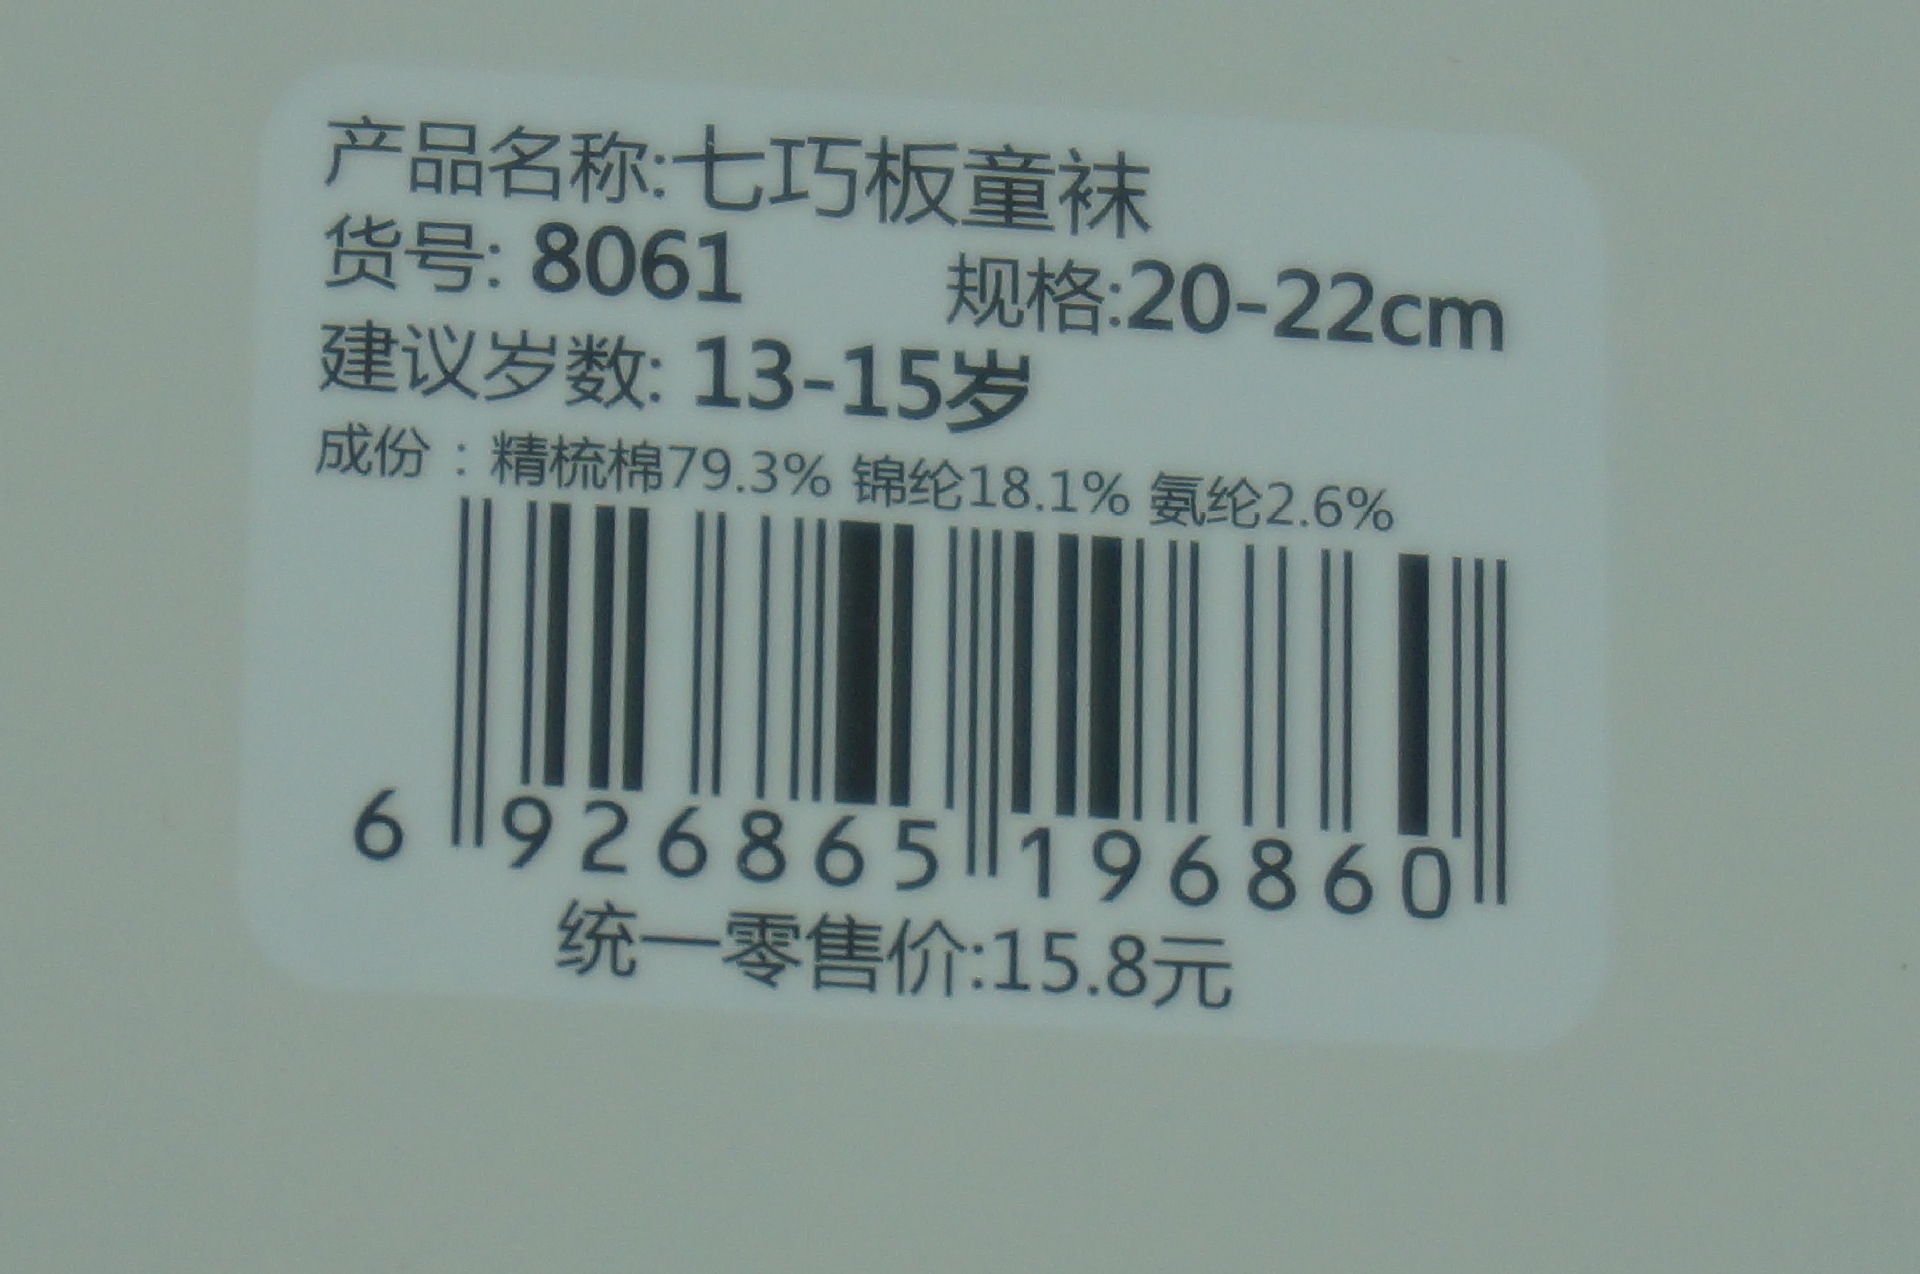 产品名称:七巧板童袜
货号: 8061 规格:20-22cm
建议岁数: 13-15岁
成份：精梳棉79.3% 锦纶18.1% 氨纶2.6%
6 926865 196860
统一零售价:15.8元